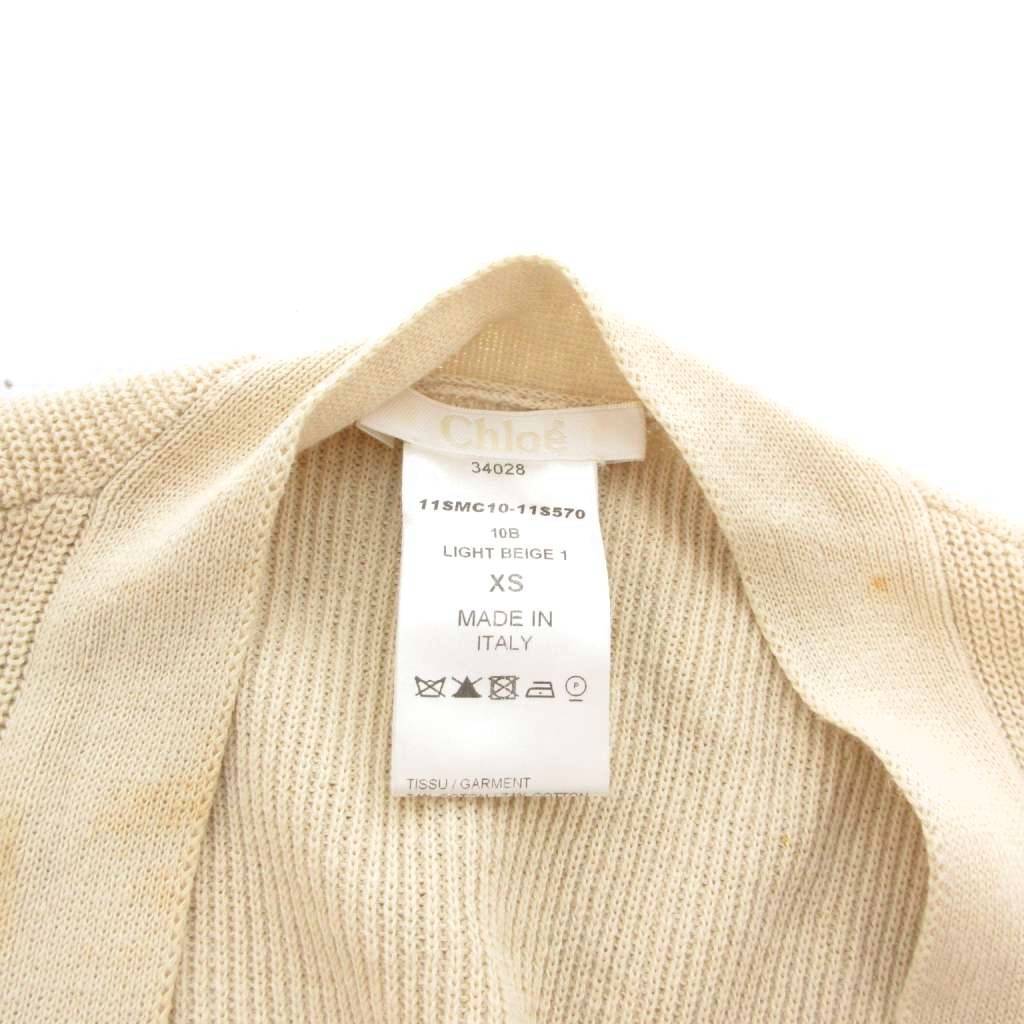 Chloé
34028
11SMC10-11S570
10B
LIGHT BEIGE 1
XS
MADE IN
ITALY
P
TISSU / GARMENT